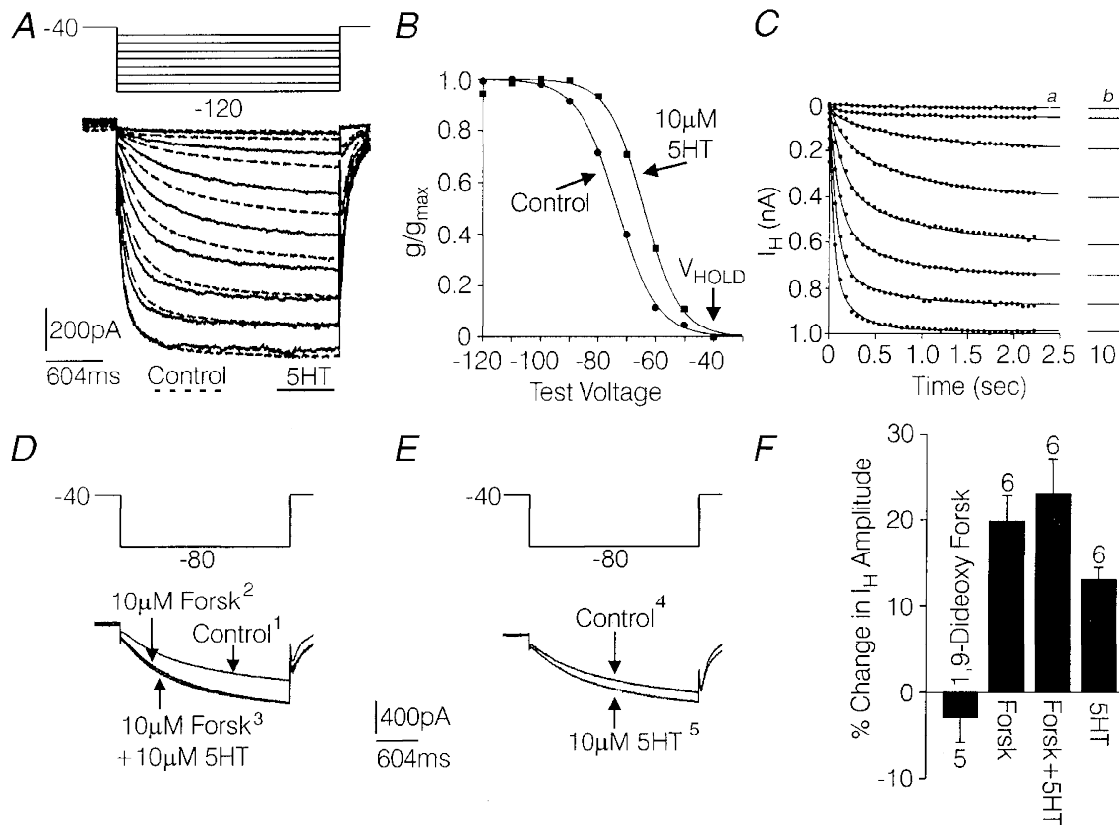 A
-40
-120
200pA
604ms
Control
5HT
B
g/gmax
1.0
0.8
0.6
0.4
0.2
0
10µM
5HT
Control
VHOLD
-120
-100
-80
-60
-40
Test Voltage
C
IH (nA)
0
0.2
0.4
0.6
0.8
1.0
a
b
0
0.5
1.0
1.5
2.0
2.5
10
Time (sec)
D
-40
-80
10µM Forsk2
Control1
10µM Forsk3
+10µM 5HT
E
-40
-80
Control4
10µM 5HT5
400pA
604ms
F
% Change in IH Amplitude
30
20
10
0
-10
1,9-Dideoxy Forsk
5
6
Forsk
6
Forsk+5HT
6
5HT